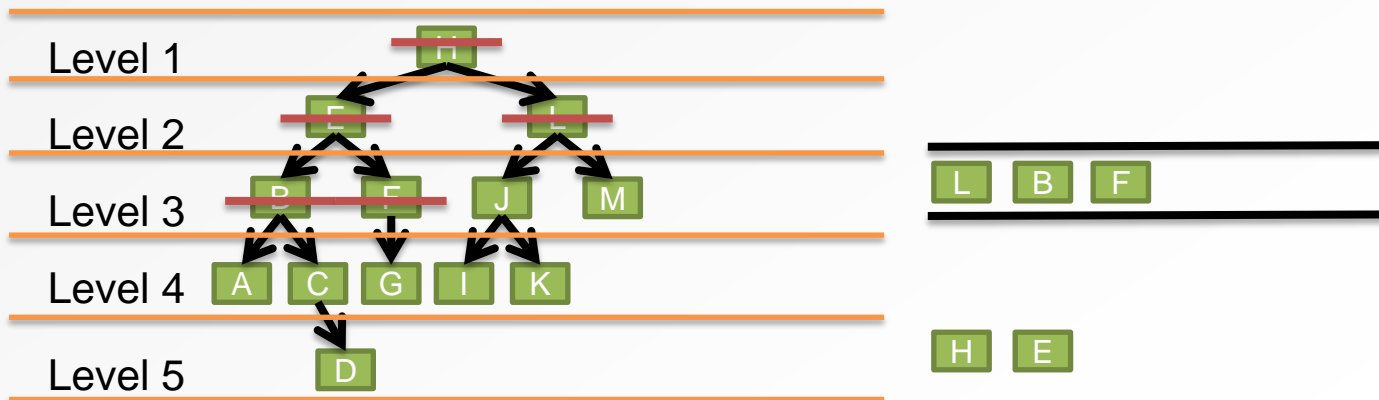 Level 1
H
Level 2
E L
Level 3
B F J M
L B F
Level 4
A C G I K
Level 5
D
H E